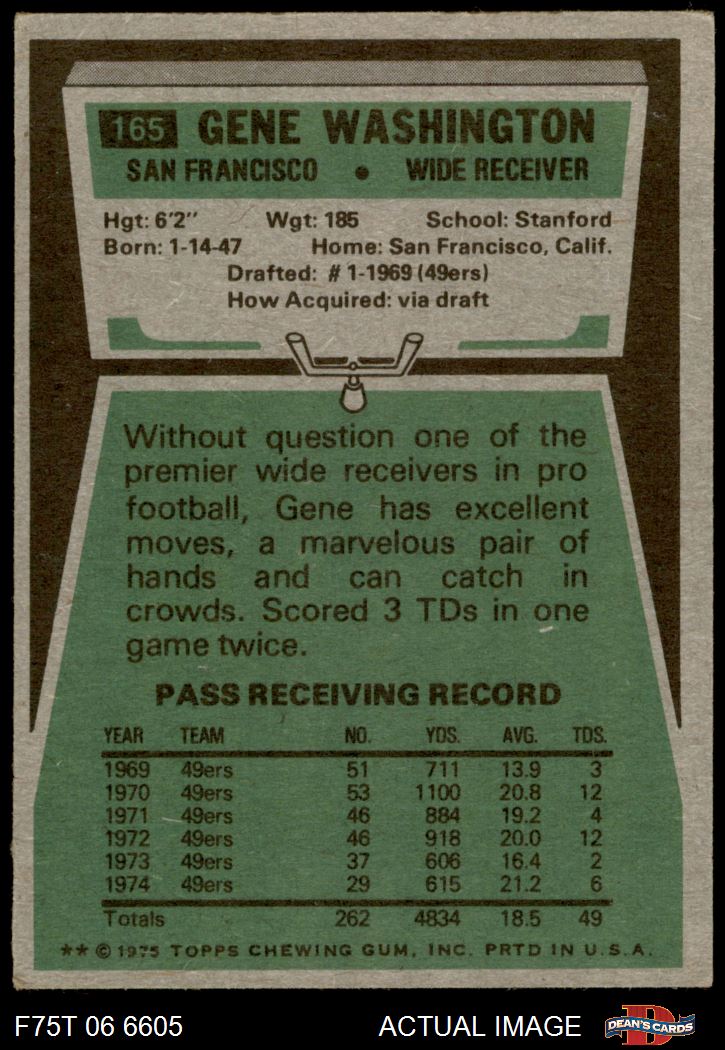 165 GENE WASHINGTON
SAN FRANCISCO • WIDE RECEIVER
Hgt: 6'2" Wgt: 185 School: Stanford
Born: 1-14-47 Home: San Francisco, Calif.
Drafted: # 1-1969 (49ers)
How Acquired: via draft
Without question one of the
premier wide receivers in pro
football, Gene has excellent
moves, a marvelous pair of
hands and can catch in
crowds. Scored 3 TDs in one
game twice.
PASS RECEIVING RECORD
YEAR TEAM NO. YDS. AVG. TDS.
1969 49ers 51 711 13.9 3
1970 49ers 53 1100 20.8 12
1971 49ers 46 884 19.2 4
1972 49ers 46 918 20.0 12
1973 49ers 37 606 16.4 2
1974 49ers 29 615 21.2 6
Totals 262 4834 18.5 49
** © 1975 TOPPS CHEWING GUM, INC. PRTD IN U.S.A.
F75T 06 6605 ACTUAL IMAGE D DEAN'S CARDS